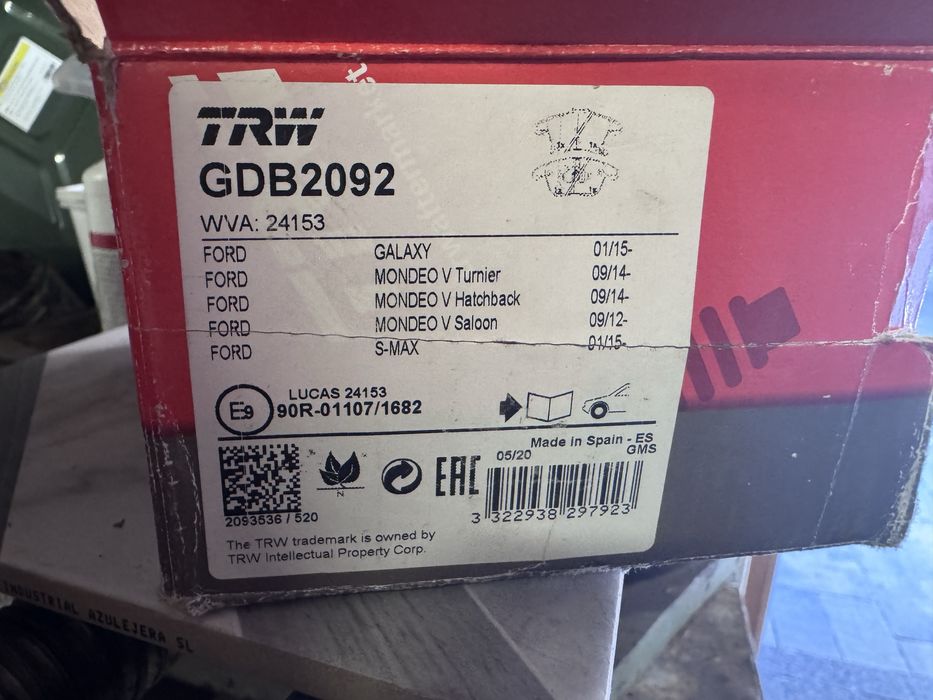 TRW
GDB2092
WVA: 24153
FORD GALAXY 01/15-
FORD MONDEO V Turnier 09/14-
FORD MONDEO V Hatchback 09/14-
FORD MONDEO V Saloon 09/12-
FORD S-MAX 01/15-
LUCAS 24153
E9 90R-01107/1682
Made in Spain - ES
05/20 GMS
N
EAC
2093536 / 520
3 322938 297923
The TRW trademark is owned by
TRW Intellectual Property Corp.
INDUSTRIAL AZULEJERA SL